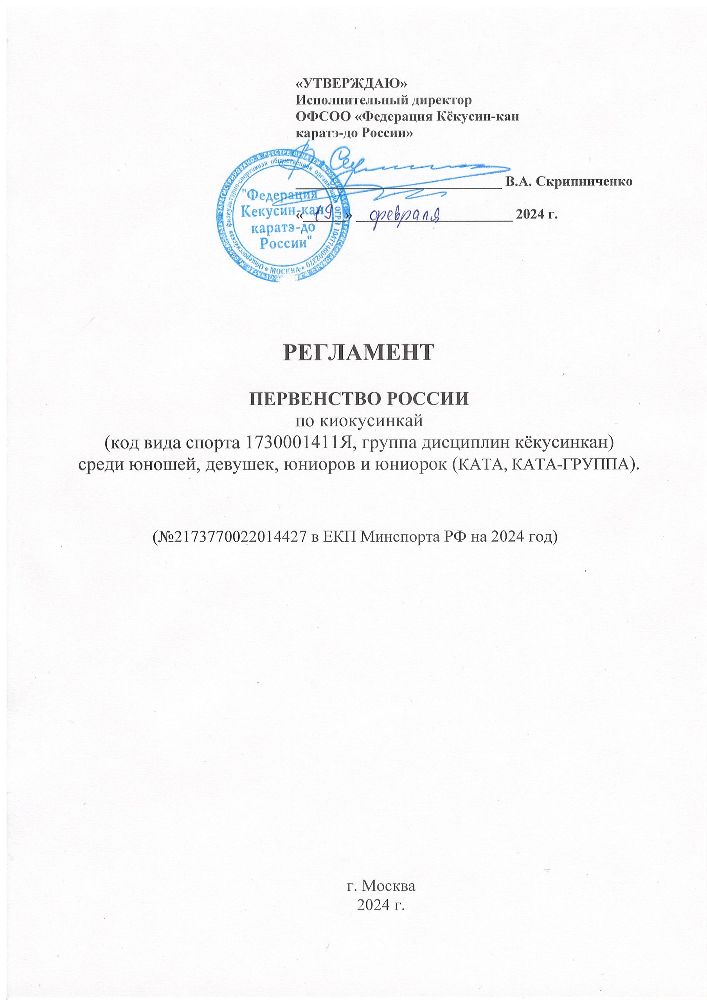 «УТВЕРЖДАЮ»
Исполнительный директор
ОФСОО «Федерация Кёкусин-кан
каратэ-до России»
В.А. Скрипниченко
«19» февраля 2024 г.
"Федерация
Кекусин-кан
каратэ-до
России"
Общероссийская физкультурно-спортивная общественная организация ОГРН 1047746002370
* МОСКВА *
РЕГЛАМЕНТ
ПЕРВЕНСТВО РОССИИ
по киокусинкай
(код вида спорта 1730001411Я, группа дисциплин кёкусинкан)
среди юношей, девушек, юниоров и юниорок (КАТА, КАТА-ГРУППА).
(№2173770022014427 в ЕКП Минспорта РФ на 2024 год)
г. Москва
2024 г.